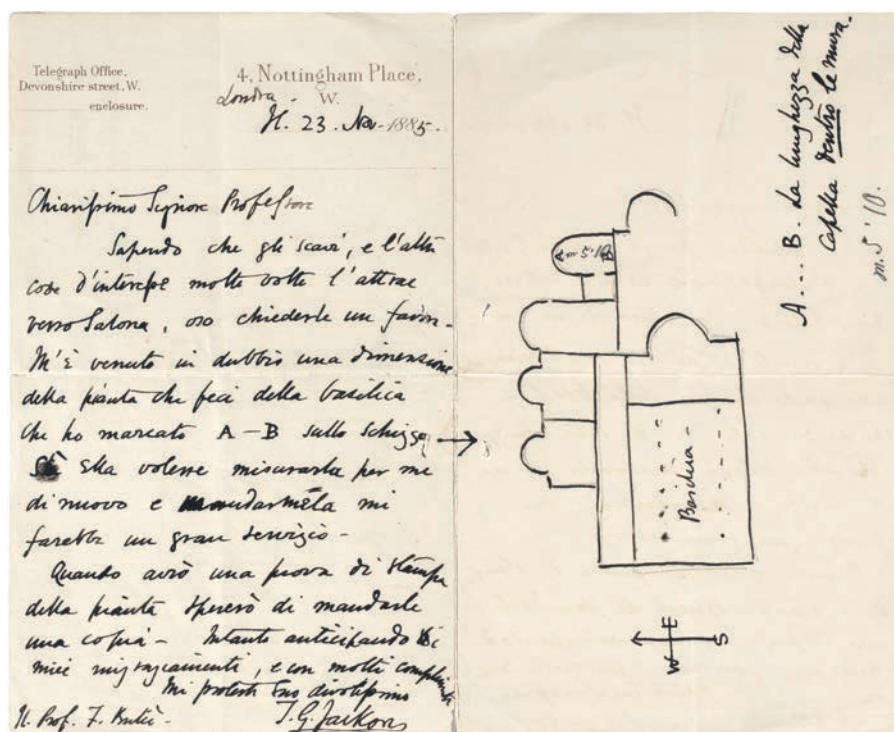 Telegraph Office,
Devonshire street, W.
enclosure.
4, Nottingham Place,
W.
Londra -
Il. 23. Nov - 1885.
Chiarissimo Signore Professore
Sapendo che gli scavi, e l'altre
cose d'interesse molte volte l'attrae
verso Salona, oso chiederle un favore.
M'È venuto in dubbio una dimensione
della pianta che feci della basilica
che ho marcato A - B sullo schizzo
Se Ella volesse misurarla per me
di nuovo e mandarmela mi
farebbe un gran servizio -
Quando avrò una prova di stampa
della pianta spererò di mandarle
una copia - Intanto anticipando i
miei ringraziamenti, e con molti complimenti
Mi protesto Suo divotissimo
Il. Prof. F. Bulić -
T. G. Jackson
A .... B. La lunghezza della
Capella dentro le mura.
m. 5'10.
A m 5'10 B
Basilica -
E
W
S